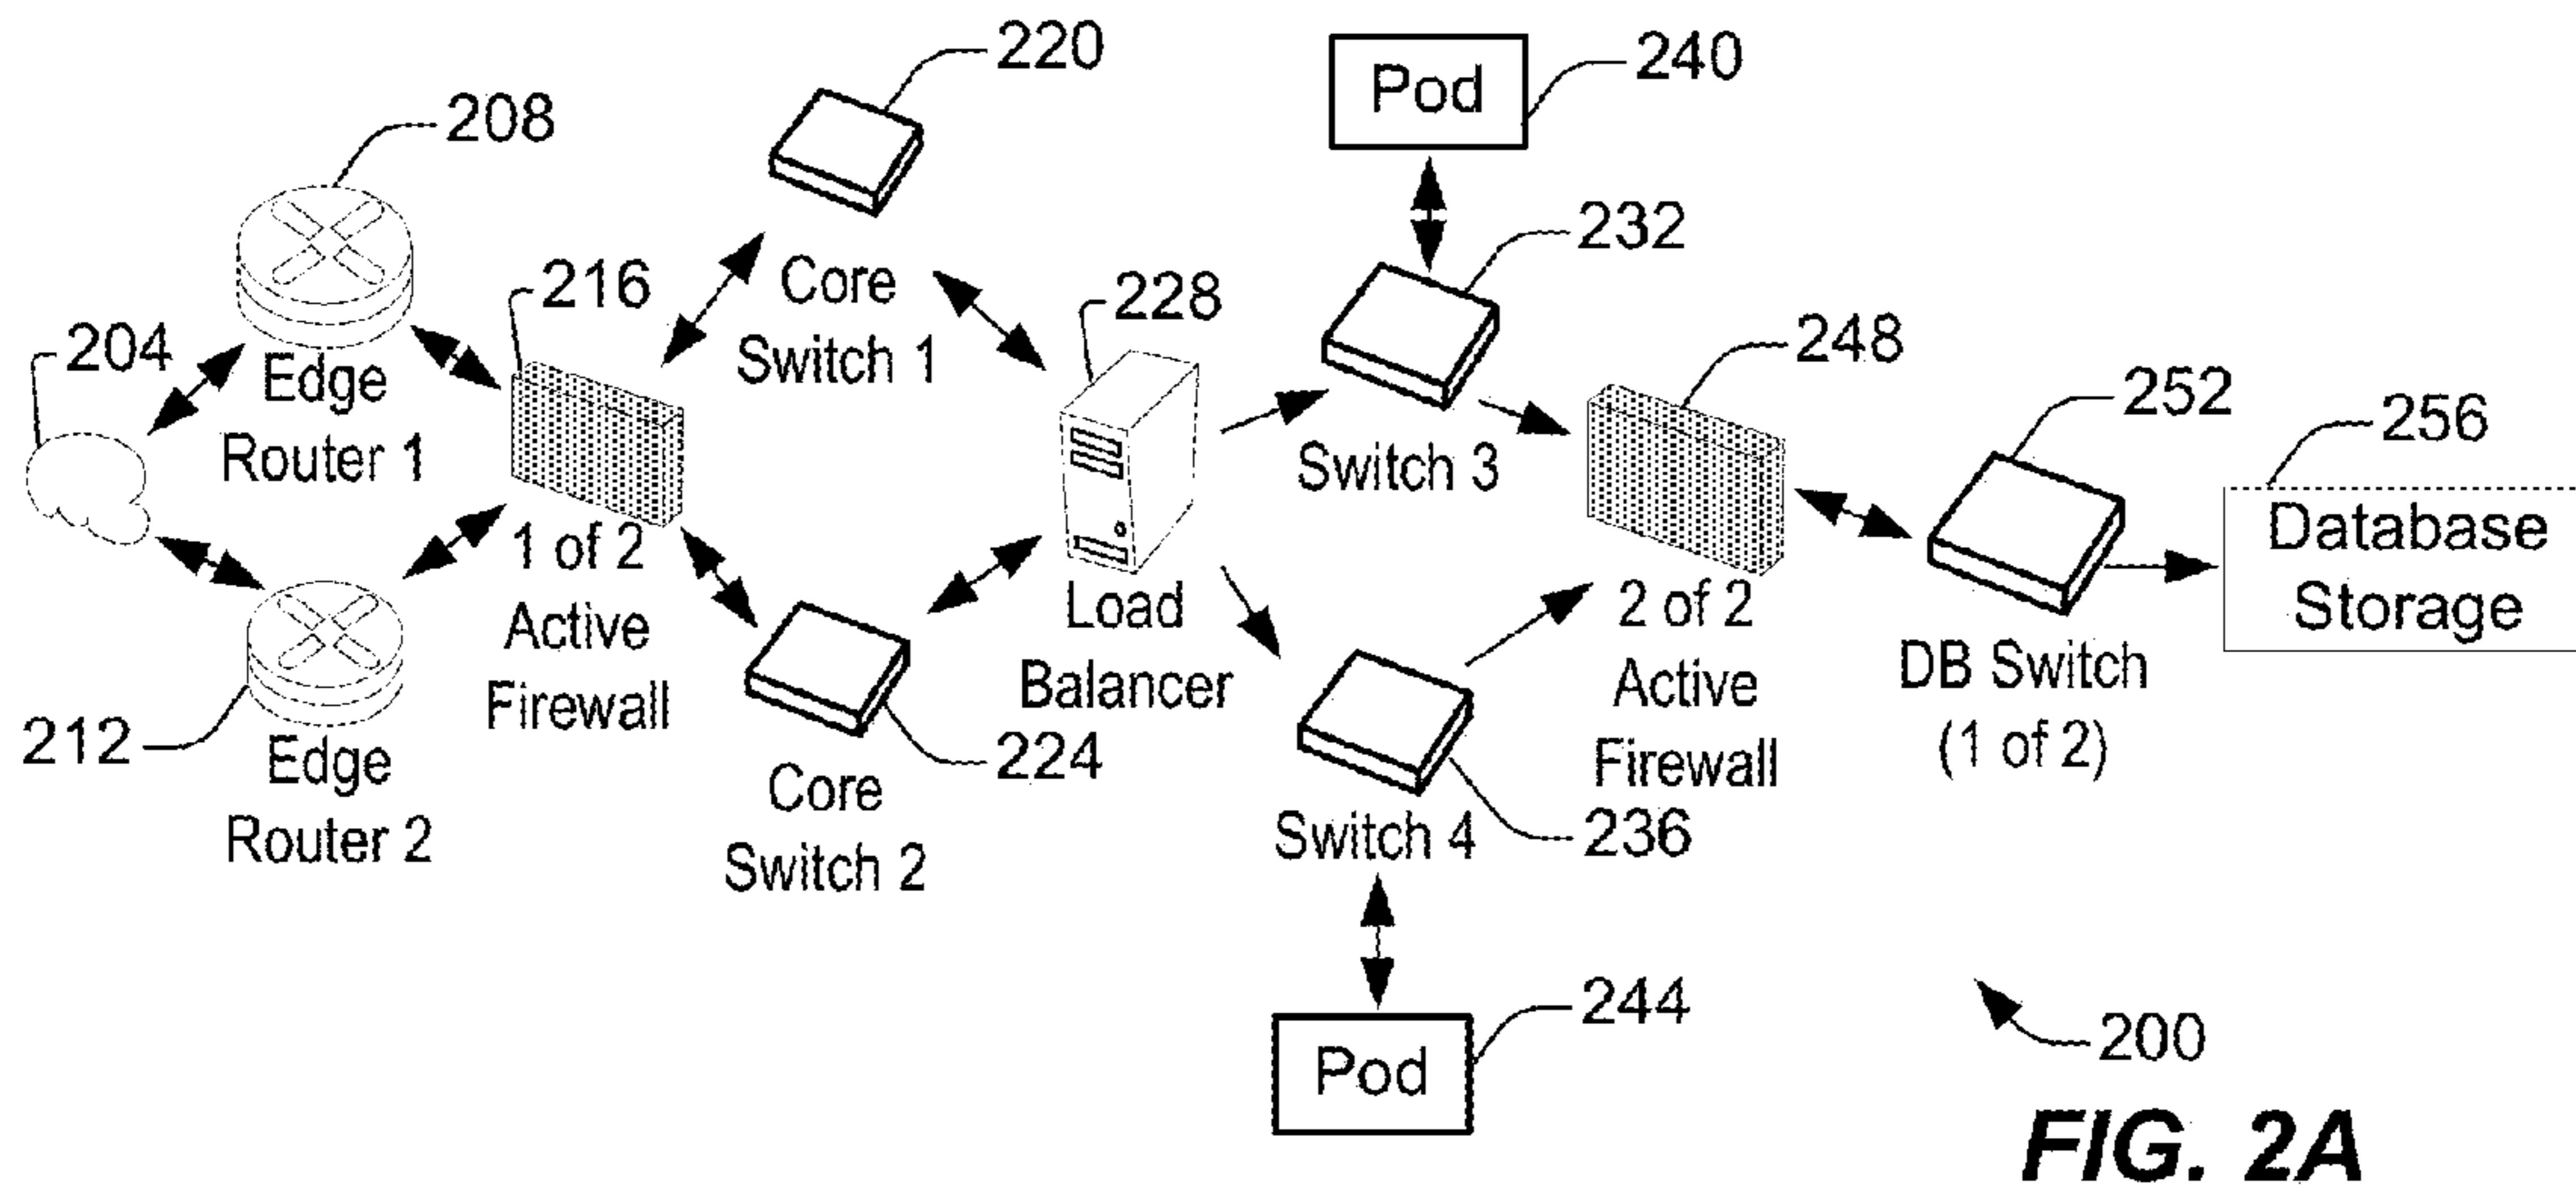 220
Pod
240
208
232
Core
Switch 1
216
228
204
248
Edge
Router 1
252
256
Switch 3
Database
Storage
1 of 2
Active
Firewall
Load
Balancer
2 of 2
Active
Firewall
DB Switch
(1 of 2)
212
Edge
Router 2
224
Core
Switch 2
Switch 4
236
244
Pod
200
FIG. 2A